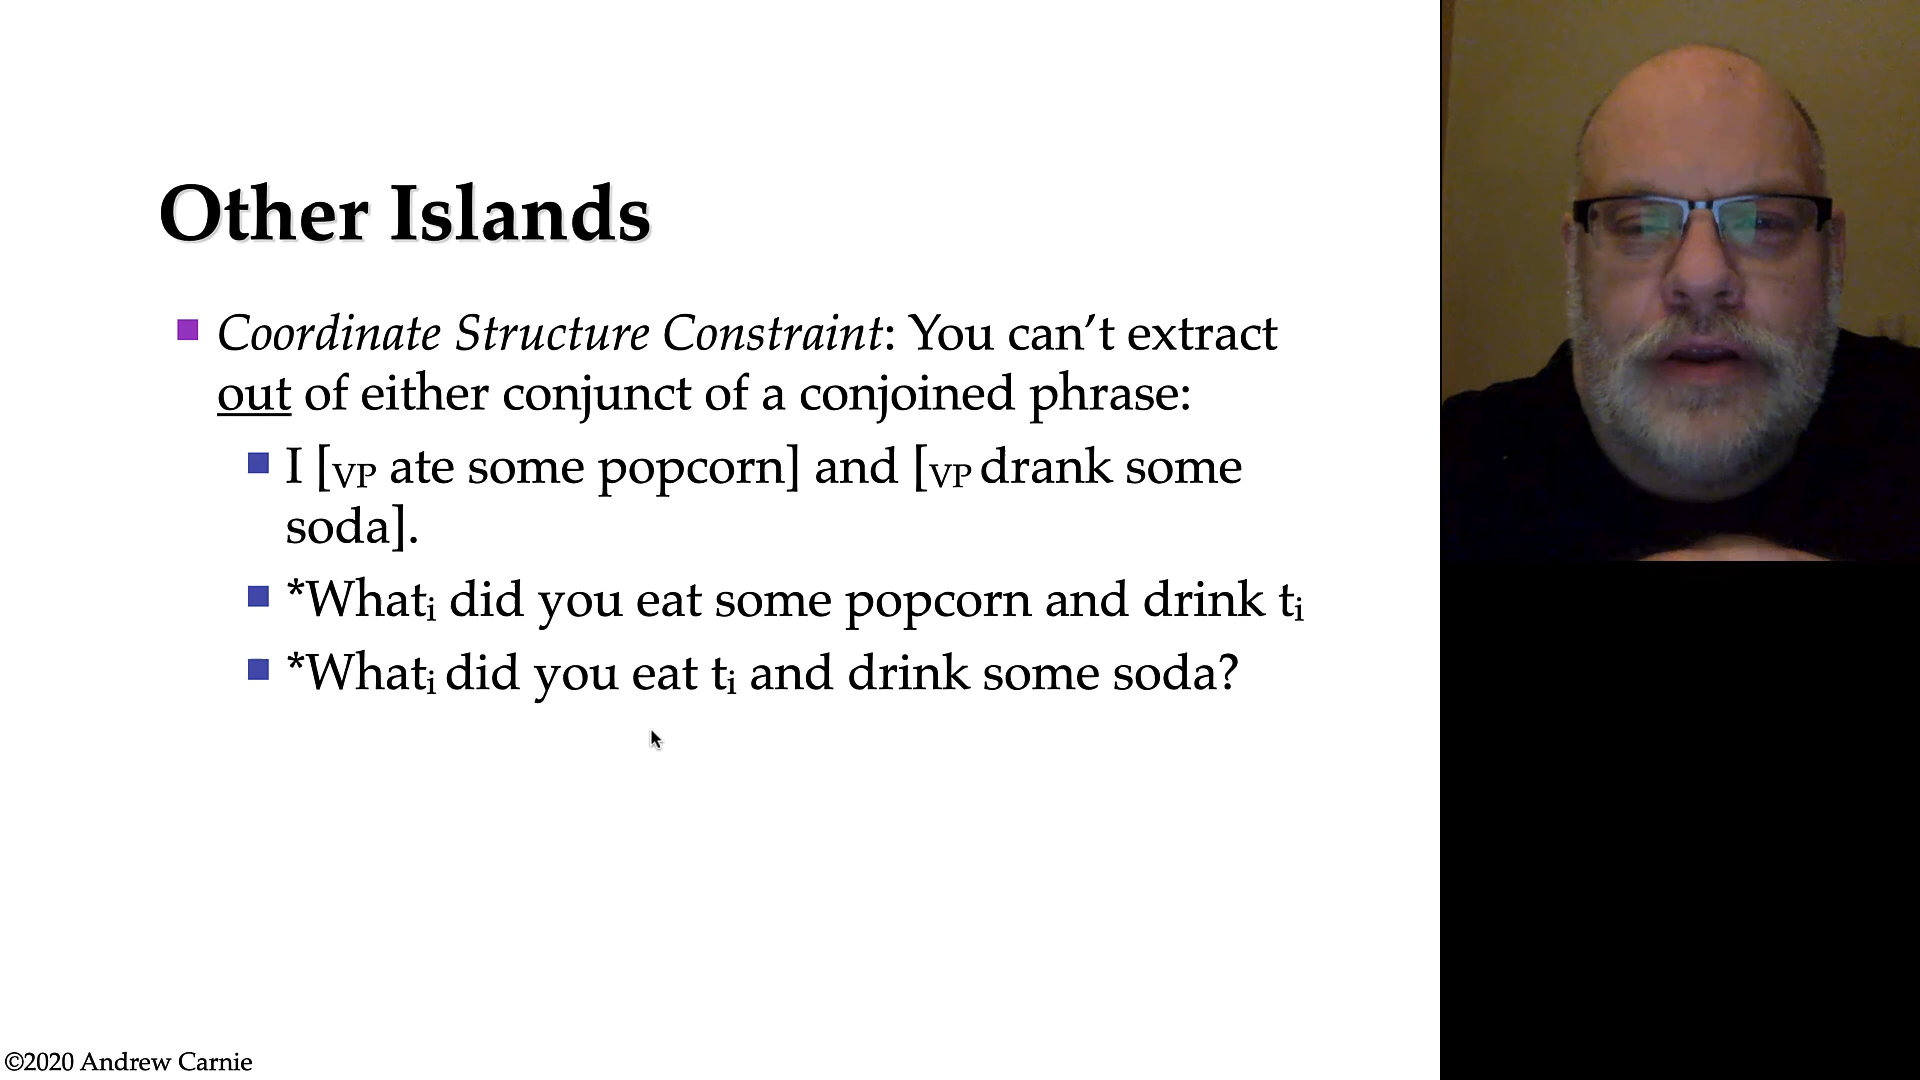 Other Islands
Coordinate Structure Constraint: You can’t extract
out of either conjunct of a conjoined phrase:
I [VP ate some popcorn] and [VP drank some
soda].
*Whati did you eat some popcorn and drink ti
*Whati did you eat ti and drink some soda?
©2020 Andrew Carnie